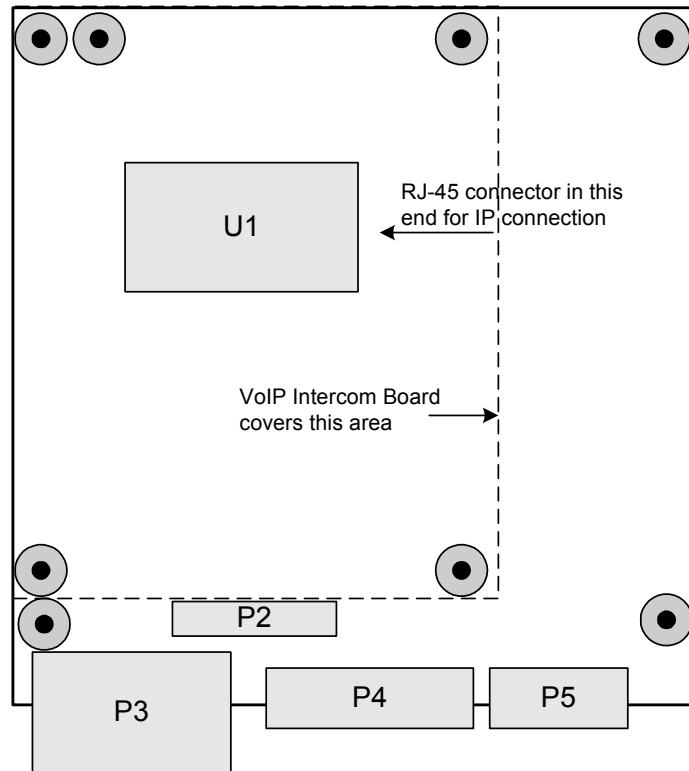 RJ-45 connector in this
end for IP connection
U1
VoIP Intercom Board
covers this area
P2
P3
P4
P5